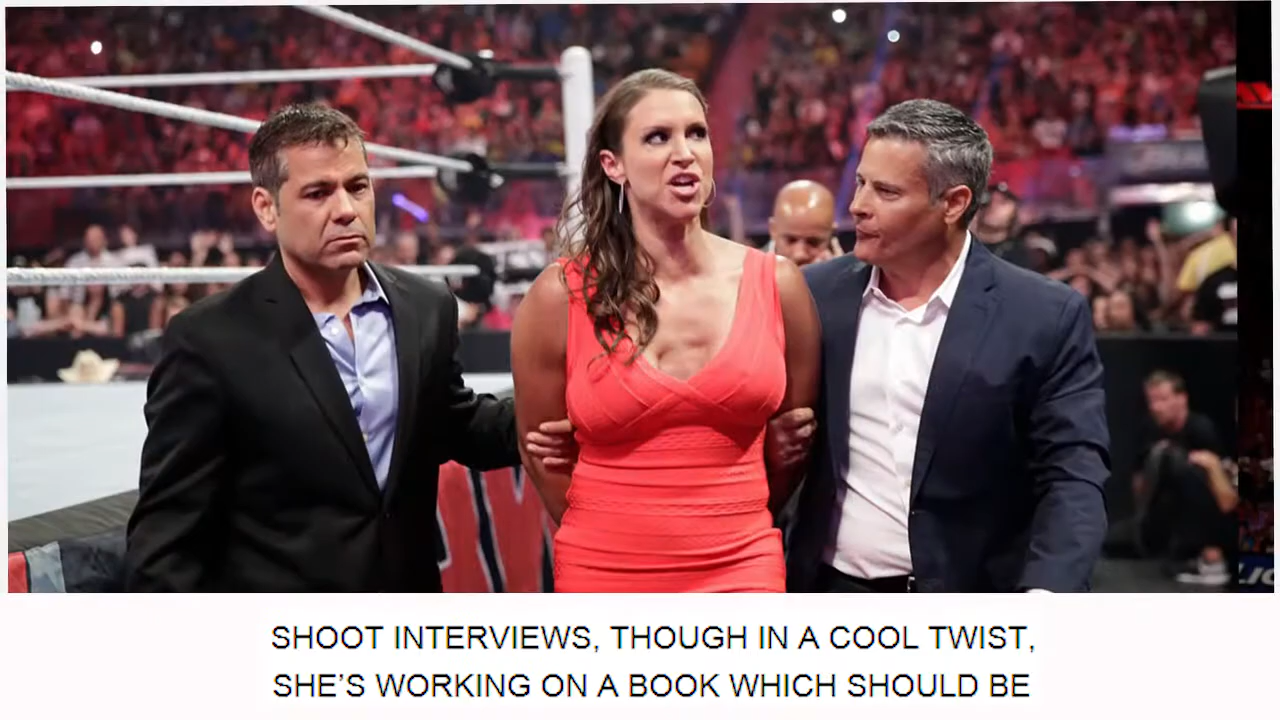 SHOOT INTERVIEWS, THOUGH IN A COOL TWIST,
SHE’S WORKING ON A BOOK WHICH SHOULD BE